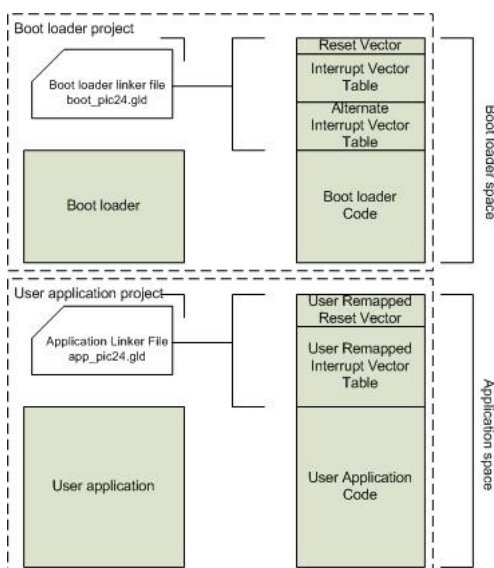 Boot loader project
Boot loader linker file
boot_pic24.gld
Boot loader
Reset Vector
Interrupt Vector
Table
Alternate
Interrupt Vector
Table
Boot loader
Code
Boot loader space
User application project
Application Linker File
app_pic24.gld
User application
User Remapped
Reset Vector
User Remapped
Interrupt Vector
Table
User Application
Code
Application space